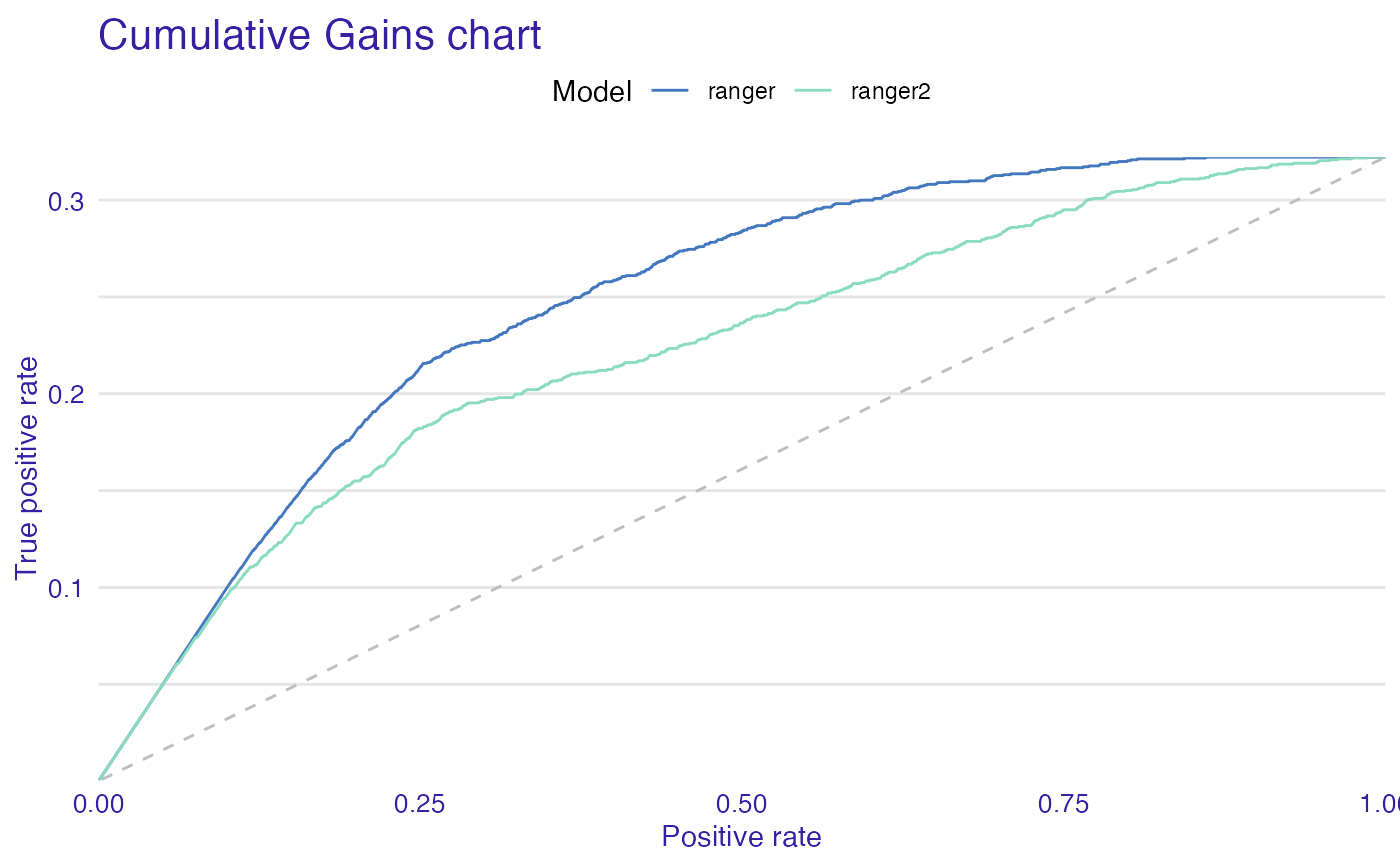 Cumulative Gains chart
Model ranger ranger2
True positive rate
0.3
0.2
0.1
0.00 0.25 0.50 0.75 1.00
Positive rate